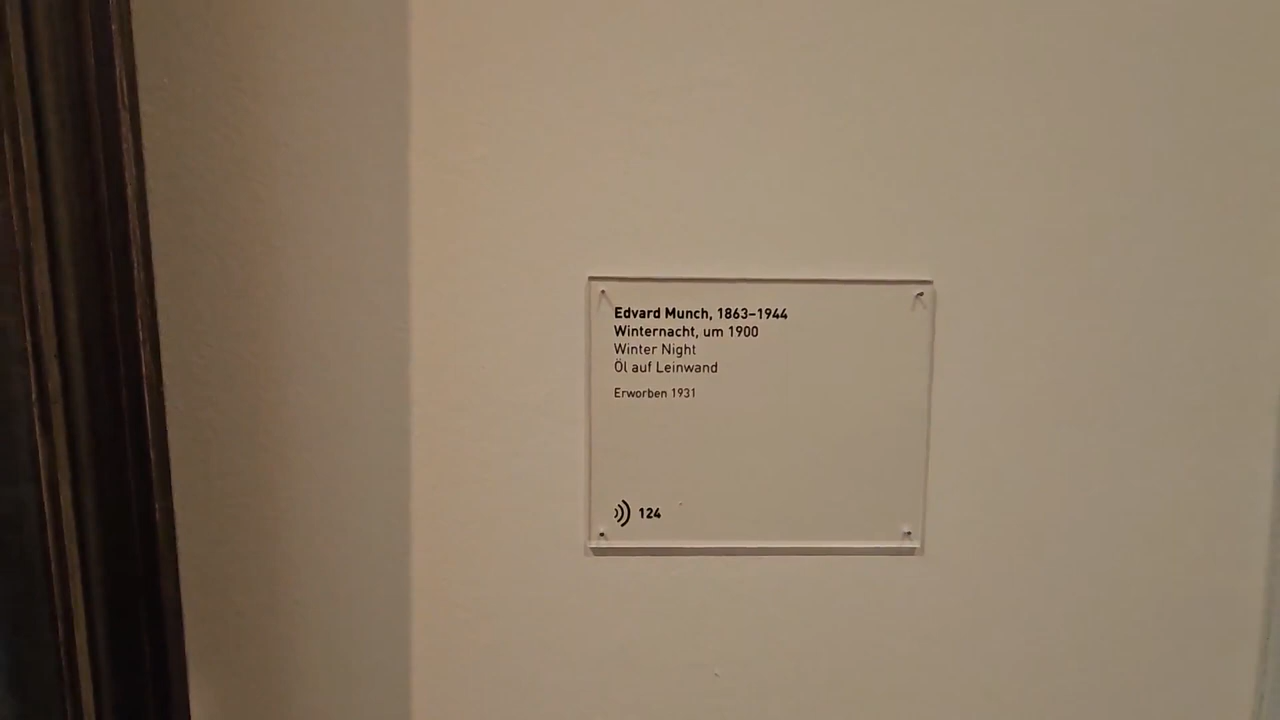 Edvard Munch, 1863–1944
Winternacht, um 1900
Winter Night
Öl auf Leinwand
Erworben 1931
124